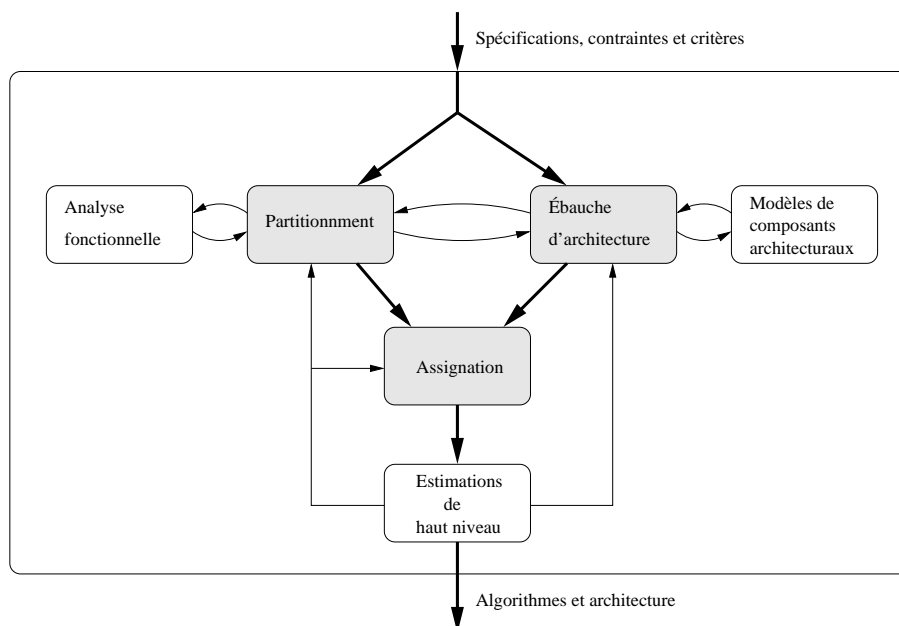 Spécifications, contraintes et critères
Analyse
fonctionnelle
Partitionnment
Ébauche
d'architecture
Modèles de
composants
architecturaux
Assignation
Estimations
de
haut niveau
Algorithmes et architecture